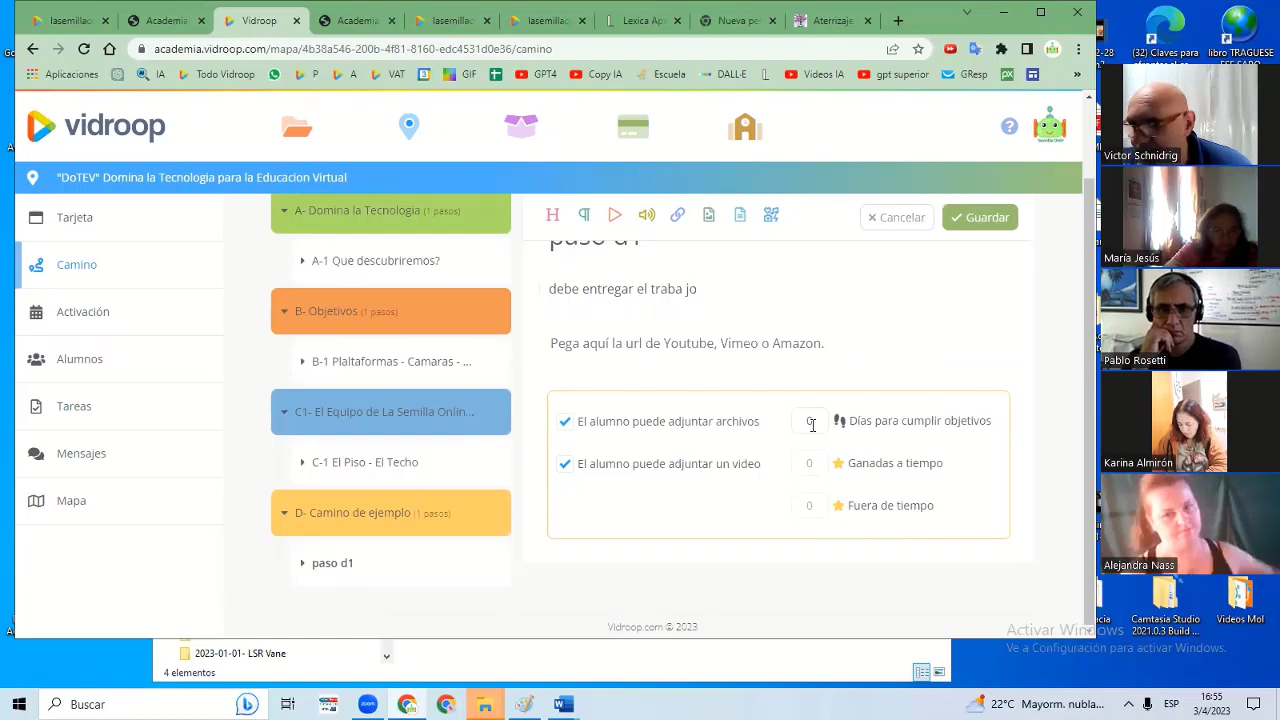 lasemillao
Academia
Vidroop
Academia
lasemillao
lasemillao
Lexica Ape
Nueva pe
Aterrizaje
academia.vidroop.com/mapa/4b38a546-200b-4f81-8160-edc4531d0e36/camino
Aplicaciones
IA
Todo Vidroop
P
A
VAT
GIF
GPT4
Copy IA
Escuela
DALL-E
Videos IA
gpt superior
GResp
»
vidroop
"DoTEV" Domina la Tecnologia para la Educacion Virtual
Tarjeta
Camino
Activación
Alumnos
Tareas
Mensajes
Mapa
A- Domina la Tecnologia (1 pasos)
A-1 Que descubriremos?
B- Objetivos (1 pasos)
B-1 Plaltaformas - Camaras - ...
C1- El Equipo de La Semilla Onlin...
C-1 El Piso - El Techo
D- Camino de ejemplo (1 pasos)
paso d1
Cancelar
Guardar
paso d1
debe entregar el traba jo
Pega aquí la url de Youtube, Vimeo o Amazon.
El alumno puede adjuntar archivos
0 Días para cumplir objetivos
El alumno puede adjuntar un video
0 Ganadas a tiempo
0 Fuera de tiempo
Vidroop.com © 2023
2023-01-01- LSR Vane
4 elementos
(32) Claves para
libro TRAGUESE
Victor Schnidrig
María Jesús
Pablo Rosetti
Karina Almirón
Alejandra Nass
Camtasia Studio
2021.0.3 Build ...
Videos Mol
Activar Windows
Ve a Configuración para activar Windows.
Buscar
22°C Mayorm. nubla...
ESP
16:55
3/4/2023